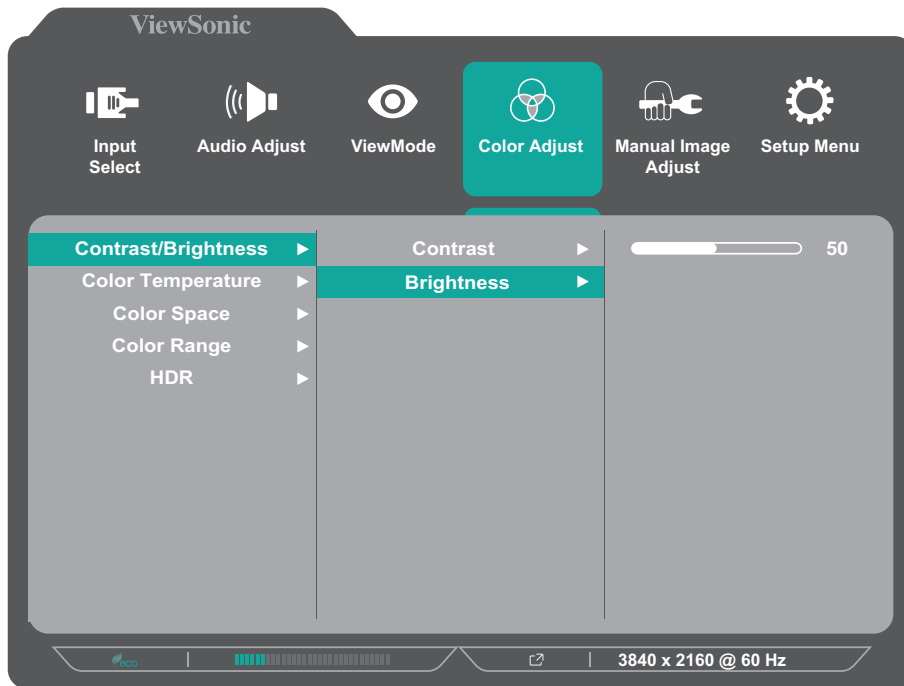 ViewSonic
Input
Select
Audio Adjust
ViewMode
Color Adjust
Manual Image
Adjust
Setup Menu
Contrast/Brightness
Color Temperature
Color Space
Color Range
HDR
Contrast
Brightness
50
eco
3840 x 2160 @ 60 Hz